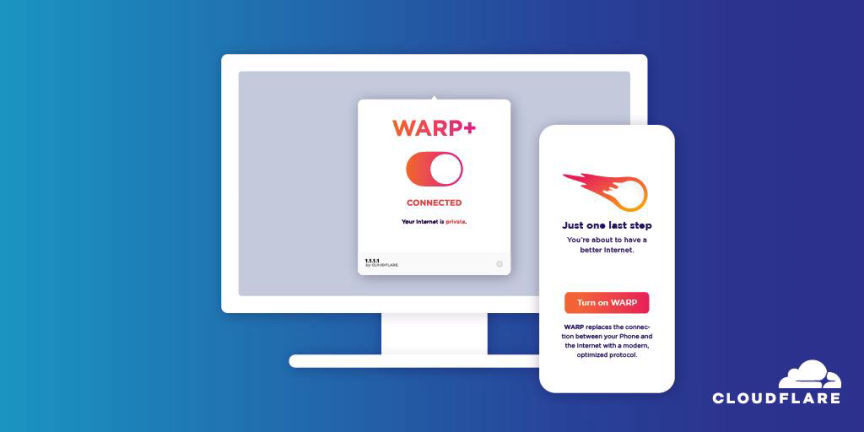 WARP+
CONNECTED
Your Internet is private.
1.1.1.1
by CLOUDFLARE
Just one last step
You're about to have a
better Internet.
Turn on WARP
WARP replaces the connec-
tion between your Phone and
the Internet with a modern,
optimized protocol.
CLOUDFLARE